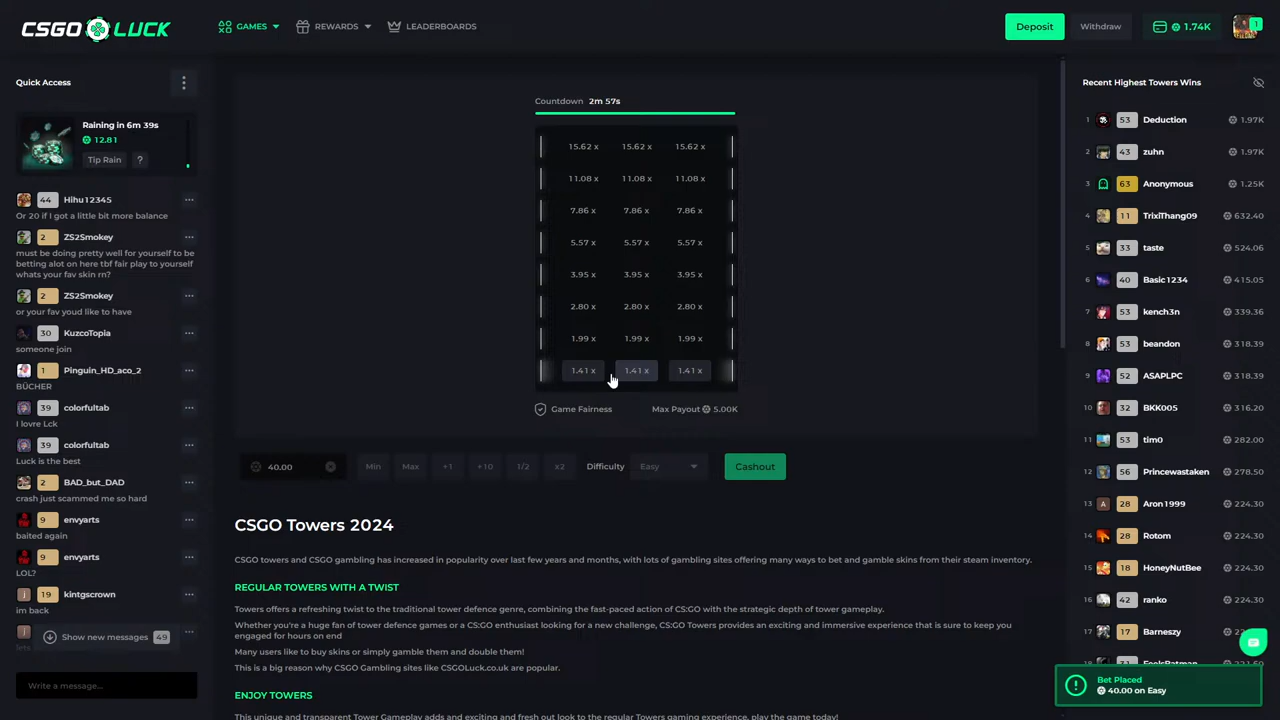 CSGO LUCK
GAMES
REWARDS
LEADERBOARDS
Deposit
Withdraw
1.74K
1
Quick Access
Raining in 6m 39s
12.81
Tip Rain
?
44 Hihu12345
Or 20 if I got a little bit more balance
2 ZS2Smokey
must be doing pretty well for yourself to be
betting alot on here tbf fair play to yourself
whats your fav skin rn?
2 ZS2Smokey
or your fav youd like to have
30 KuzcoTopia
someone join
1 Pinguin_HD_aco_2
BÜCHER
39 colorfultab
I lovre Lck
39 colorfultab
Luck is the best
2 BAD_but_DAD
crash just scammed me so hard
9 envyarts
baited again
9 envyarts
LOL?
19 kintgscrown
im back
Show new messages 49
Write a message...
Countdown 2m 57s
15.62 x 15.62 x 15.62 x
11.08 x 11.08 x 11.08 x
7.86 x 7.86 x 7.86 x
5.57 x 5.57 x 5.57 x
3.95 x 3.95 x 3.95 x
2.80 x 2.80 x 2.80 x
1.99 x 1.99 x 1.99 x
1.41 x 1.41 x 1.41 x
Game Fairness
Max Payout 5.00K
40.00
Min
Max
+1
+10
1/2
x2
Difficulty
Easy
Cashout
CSGO Towers 2024
CSGO towers and CSGO gambling has increased in popularity over last few years and months, with lots of gambling sites offering many ways to bet and gamble skins from their steam inventory.
REGULAR TOWERS WITH A TWIST
Towers offers a refreshing twist to the traditional tower defence genre, combining the fast-paced action of CS:GO with the strategic depth of tower gameplay.
Whether you're a huge fan of tower defence games or a CS:GO enthusiast looking for a new challenge, CS:GO Towers provides an exciting and immersive experience that is sure to keep you
engaged for hours on end
Many users like to buy skins or simply gamble them and double them!
This is a big reason why CSGO Gambling sites like CSGOLuck.co.uk are popular.
ENJOY TOWERS
This unique and transparent Tower Gameplay adds and exciting and fresh out look to the regular Towers gaming experience, play the game today!
Recent Highest Towers Wins
1 53 Deduction 1.97K
2 43 zuhn 1.97K
3 63 Anonymous 1.25K
4 11 TrixiThang09 632.40
5 33 taste 524.06
6 40 Basic1234 415.05
7 53 kench3n 339.36
8 53 beandon 318.39
9 52 ASAPLPC 318.39
10 32 BKK005 316.20
11 53 tim0 282.00
12 56 Princewastaken 278.50
13 A 28 Aron1999 224.30
14 28 Rotom 224.30
15 18 HoneyNutBee 224.30
16 42 ranko 224.30
17 17 Barneszy
18 FeelsBatman
Bet Placed
40.00 on Easy